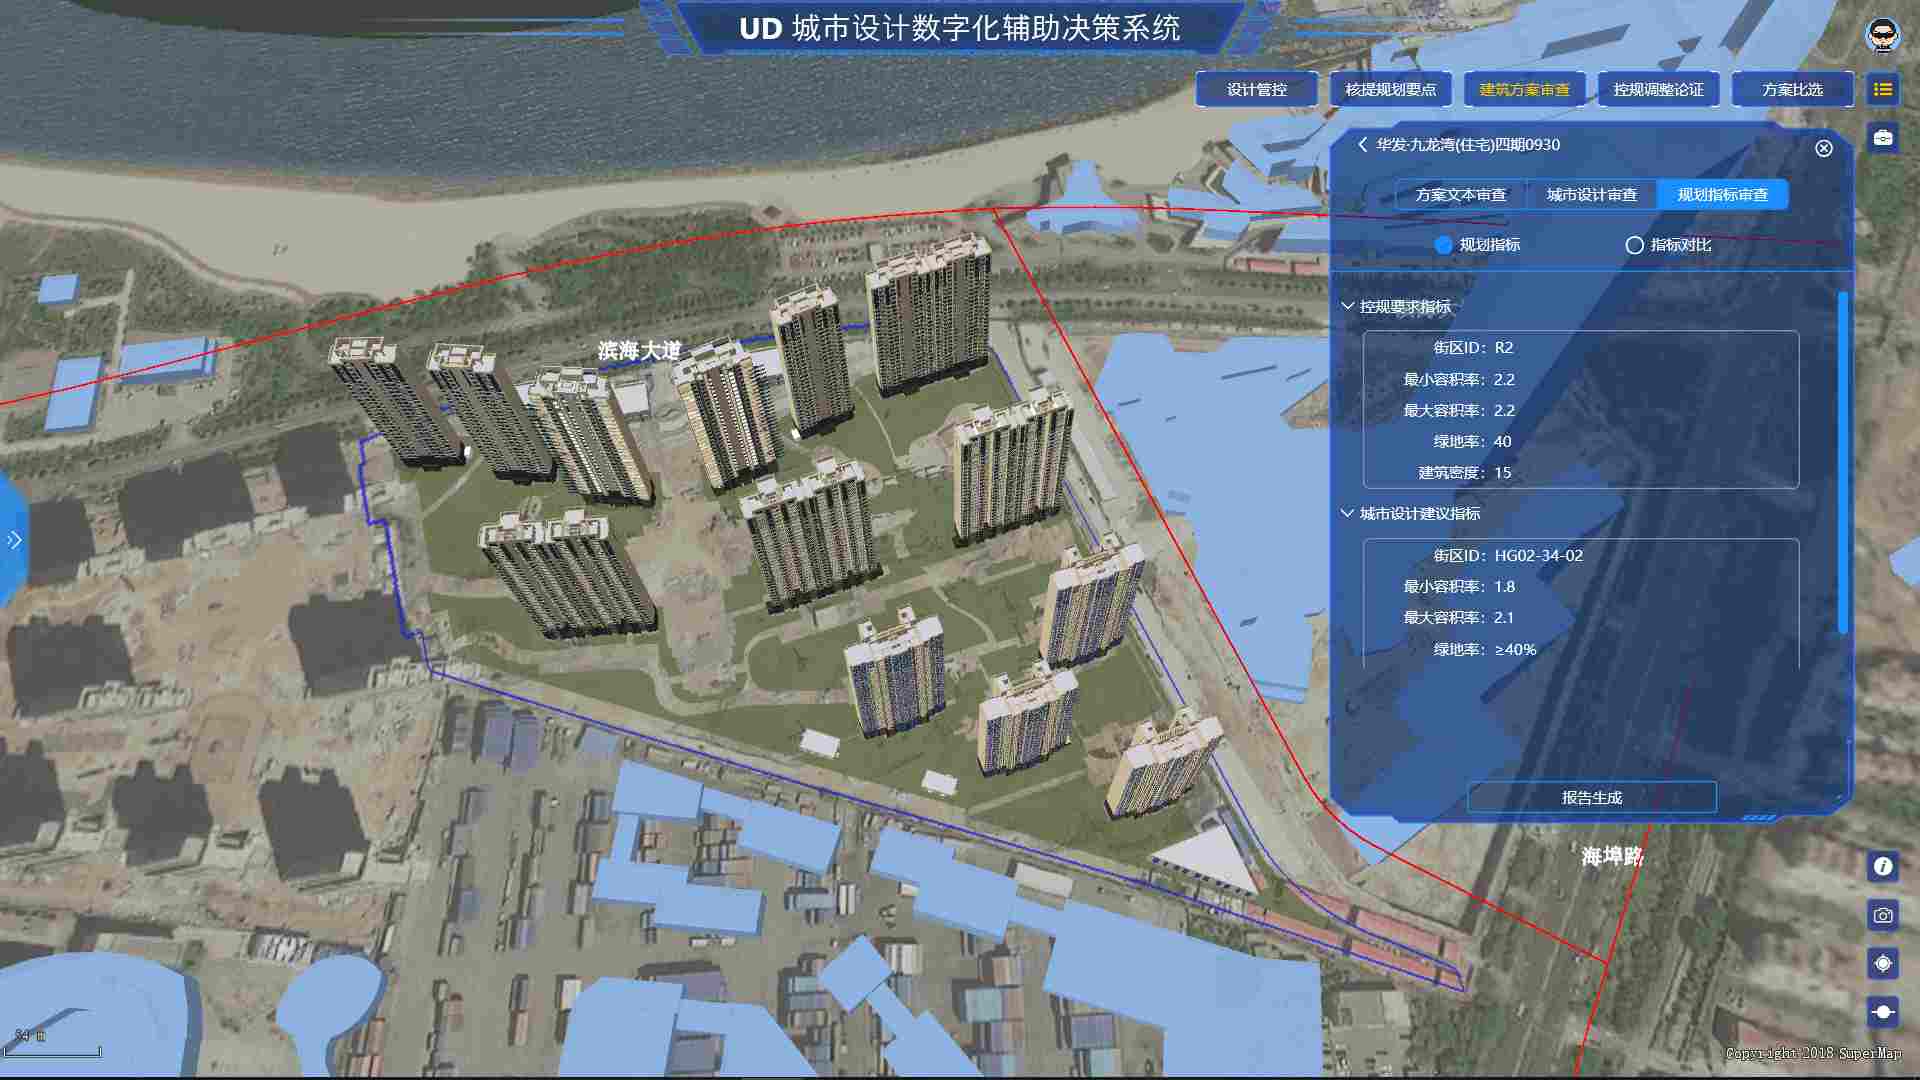 UD 城市设计数字化辅助决策系统
设计管控
核提规划要点
建筑方案审查
控规调整论证
方案比选
华发·九龙湾(住宅)四期0930
方案文本审查
城市设计审查
规划指标审查
规划指标
指标对比
控规要求指标
街区ID: R2
最小容积率: 2.2
最大容积率: 2.2
绿地率: 40
建筑密度: 15
城市设计建议指标
街区ID: HG02-34-02
最小容积率: 1.8
最大容积率: 2.1
绿地率: ≥40%
报告生成
滨海大道
海埠路
Copyright 2018 SuperMap